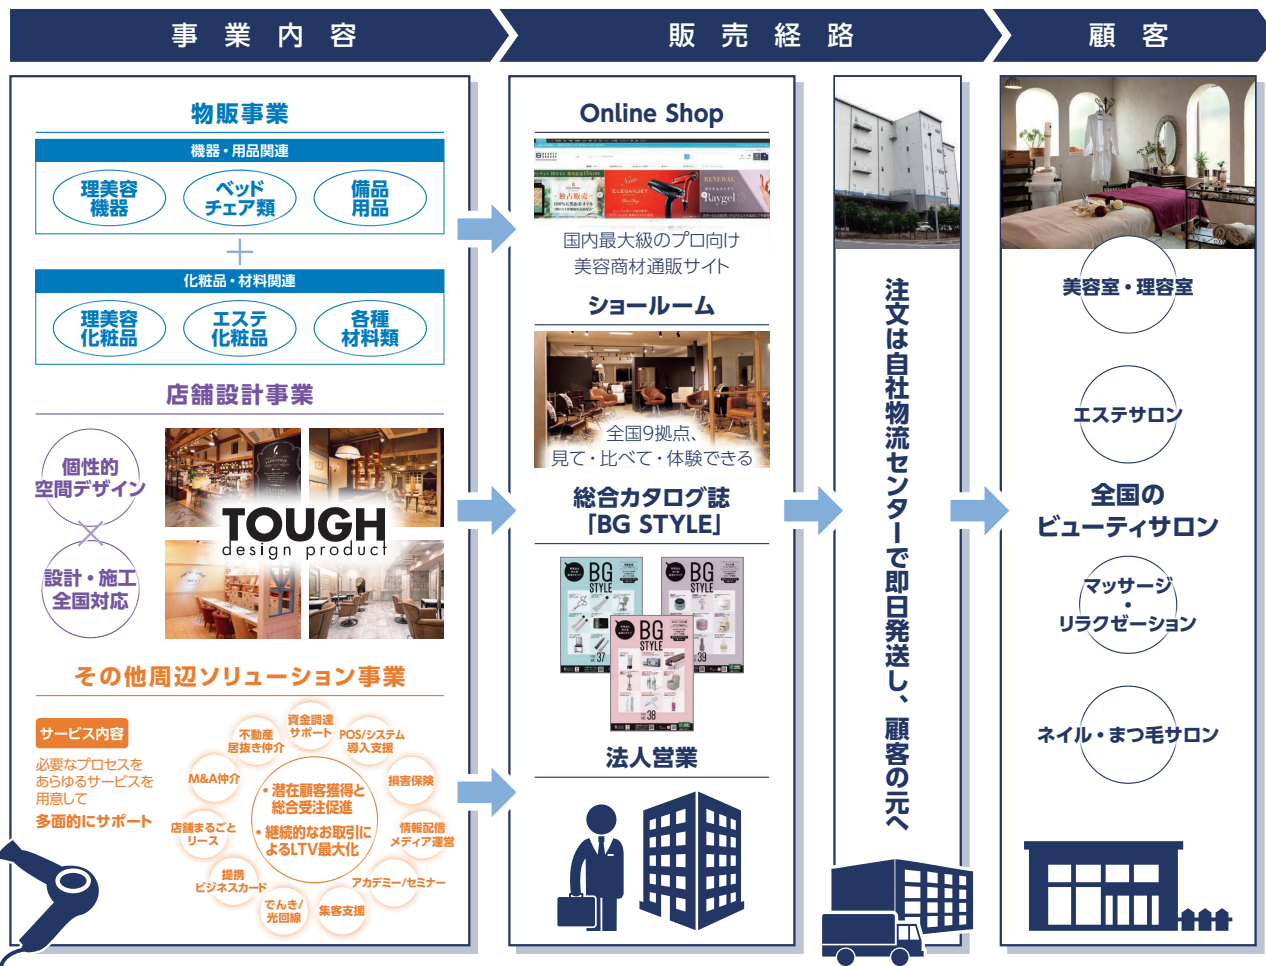 事業内容
販売経路
顧客
物販事業
機器・用品関連
理美容
機器
ベッド
チェア類
備品
用品
＋
化粧品・材料関連
理美容
化粧品
エステ
化粧品
各種
材料類
店舗設計事業
個性的
空間デザイン
×
設計・施工
全国対応
TOUGH
design product
その他周辺ソリューション事業
サービス内容
必要なプロセスを
あらゆるサービスを
用意して
多面的にサポート
資金調達
サポート
POS/システム
導入支援
損害保険
情報配信
メディア運営
アカデミー/セミナー
集客支援
でんき/
光回線
提携
ビジネスカード
店舗まるごと
リース
M&A仲介
不動産
居抜き仲介
・潜在顧客獲得と
総合受注促進
・継続的なお取引に
よるLTV最大化
Online Shop
独占販売
ELEGANJET
RENEWAL
Raygel
国内最大級のプロ向け
美容商材通販サイト
ショールーム
全国9拠点、
見て・比べて・体験できる
総合カタログ誌
「BG STYLE」
BG
STYLE
37
BG
STYLE
39
BG
STYLE
38
法人営業
注文は自社物流センターで即日発送し、顧客の元へ
美容室・理容室
エステサロン
全国の
ビューティサロン
マッサージ
・
リラクゼーション
ネイル・まつ毛サロン